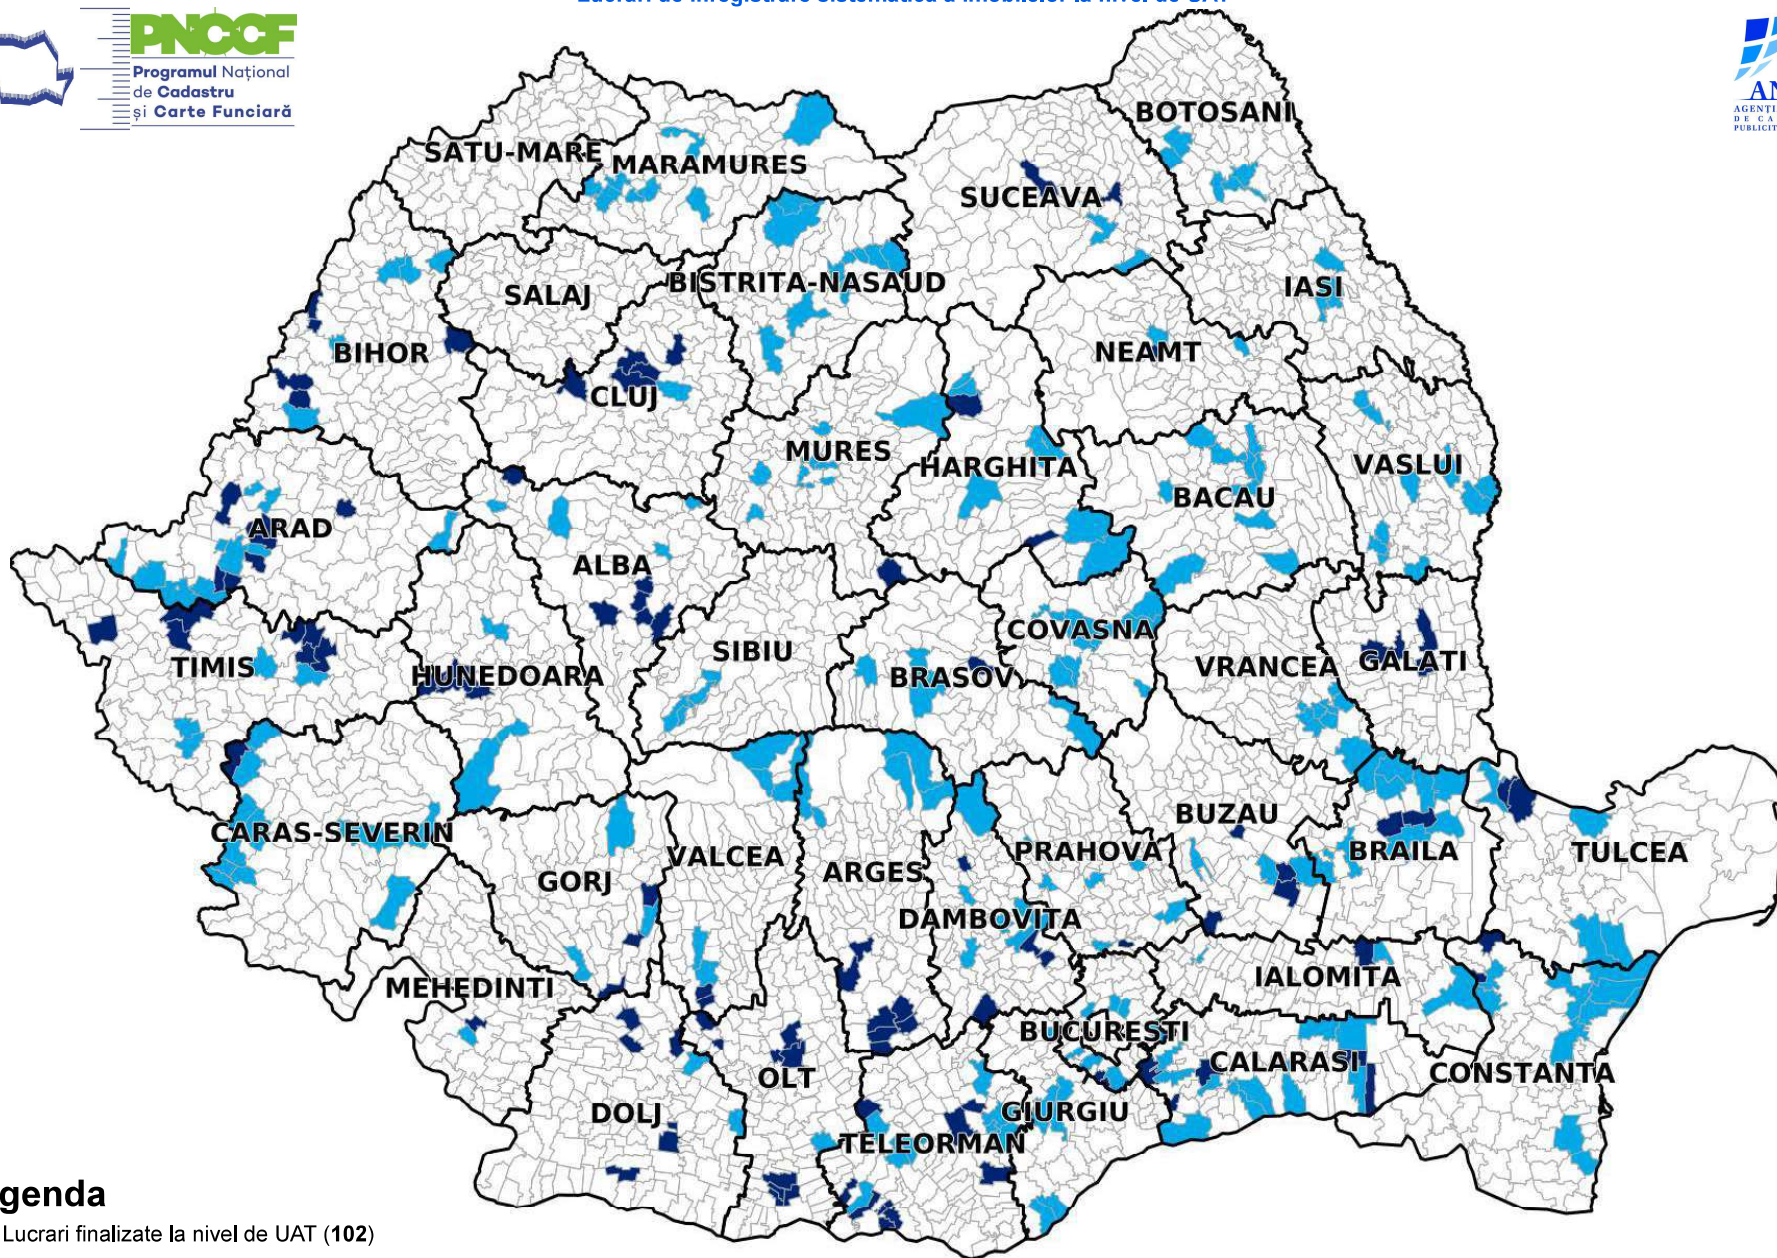 PNCCF
Programul Național
de Cadastru
și Carte Funciară
BOTOSANI
SATU-MARE
MARAMURES
SUCEAVA
SALAJ
BISTRITA-NASAUD
IASI
BIHOR
NEAMT
CLUJ
MURES
HARGHITA
VASLUI
BACAU
ARAD
ALBA
COVASNA
SIBIU
TIMIS
HUNEDOARA
BRASOV
VRANCEA
GALATI
BUZAU
CARAS-SEVERIN
VALCEA
PRAHOVA
BRAILA
TULCEA
GORJ
ARGES
DAMBOVITA
IALOMITA
MEHEDINTI
BUCURESTI
CALARASI
CONSTANTA
OLT
DOLJ
GIURGIU
TELEORMAN
genda
Lucrari finalizate la nivel de UAT (102)